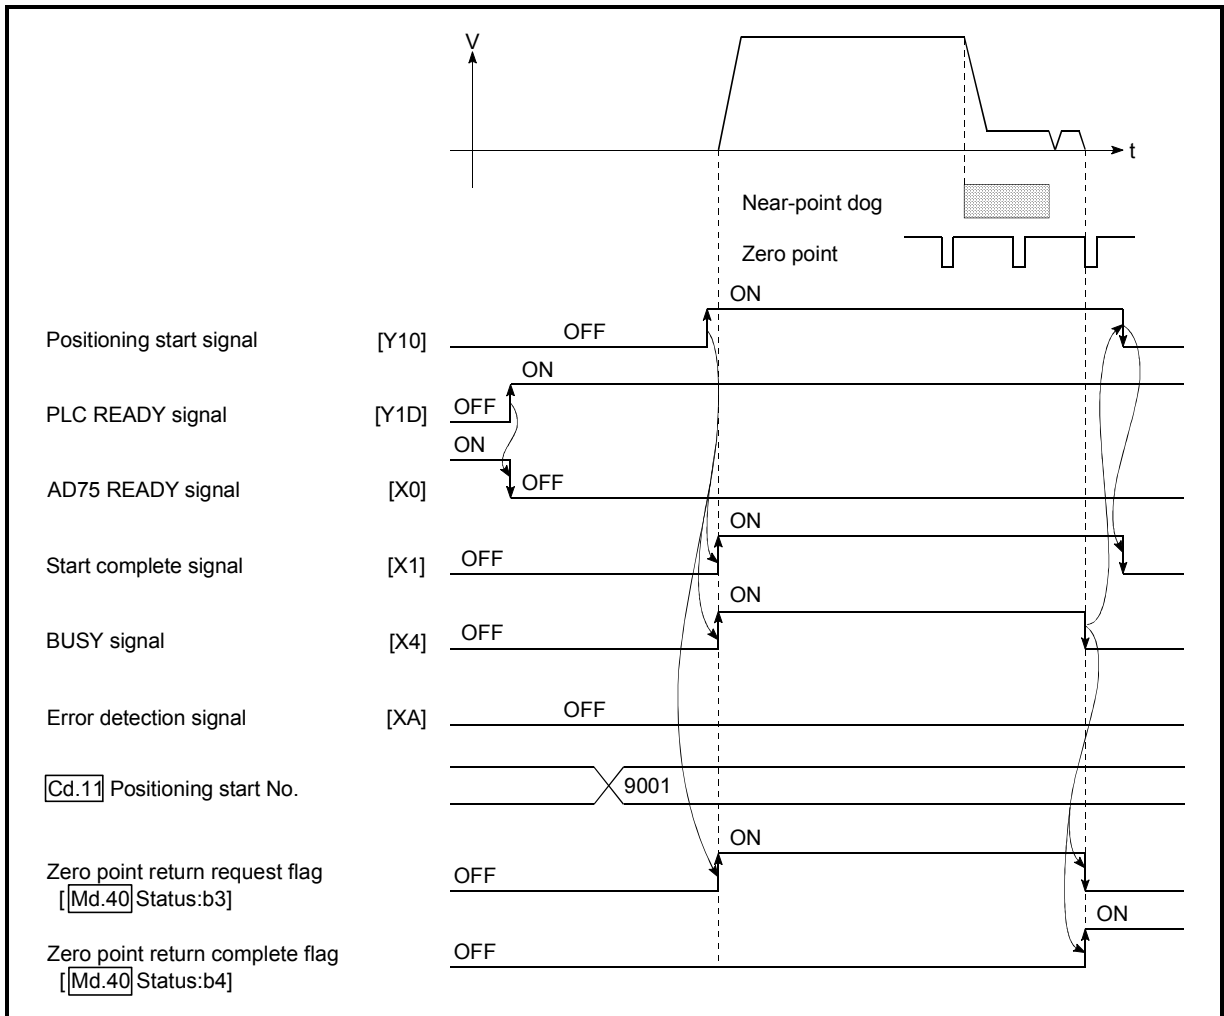 V
t
Near-point dog
Zero point
ON
Positioning start signal [Y10] OFF
ON
PLC READY signal [Y1D] OFF
ON
AD75 READY signal [X0] OFF
ON
Start complete signal [X1] OFF
ON
BUSY signal [X4] OFF
Error detection signal [XA] OFF
Cd.11 Positioning start No. 9001
ON
Zero point return request flag OFF
[ Md.40 Status:b3]
ON
Zero point return complete flag OFF
[ Md.40 Status:b4]